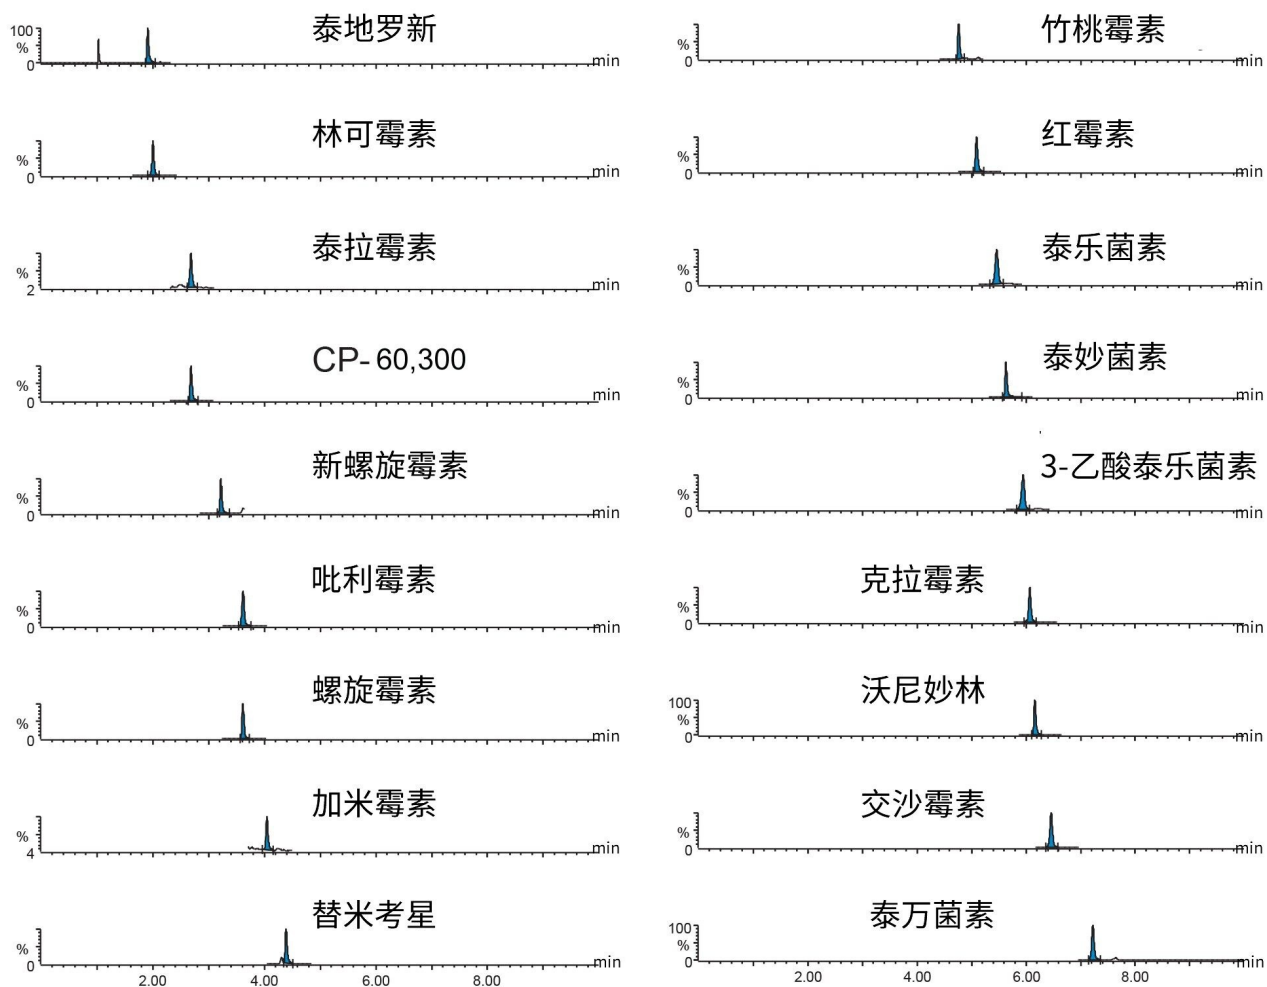 泰地罗新
100
%
0
min
林可霉素
%
0
min
泰拉霉素
%
2
min
CP-60,300
%
0
min
新螺旋霉素
%
0
min
吡利霉素
%
0
min
螺旋霉素
%
0
min
加米霉素
%
4
min
替米考星
%
0
min
2.00 4.00 6.00 8.00
竹桃霉素
%
0
min
红霉素
%
0
min
泰乐菌素
%
0
min
泰妙菌素
%
0
min
3-乙酸泰乐菌素
%
0
min
克拉霉素
%
0
min
沃尼妙林
100
%
0
min
交沙霉素
%
0
min
泰万菌素
100
%
0
min
2.00 4.00 6.00 8.00